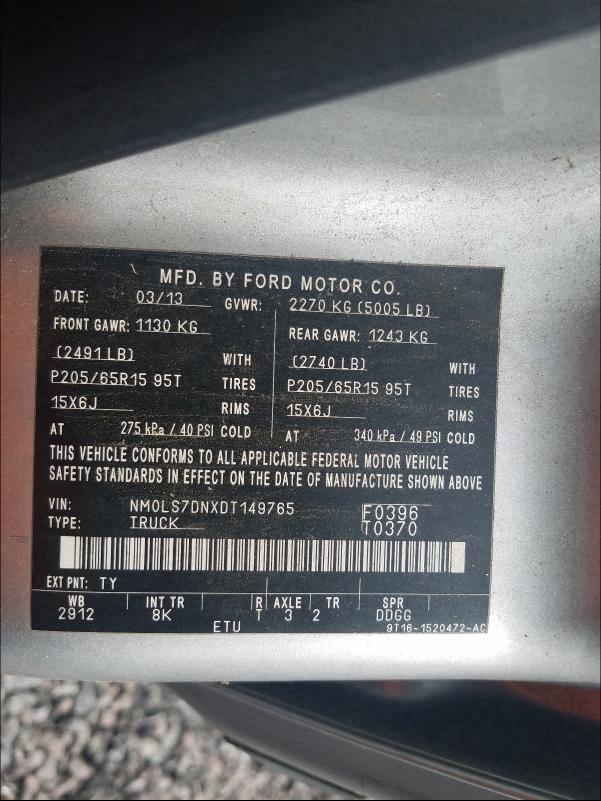 MFD. BY FORD MOTOR CO.
DATE: 03/13 GVWR: 2270 KG (5005 LB)
FRONT GAWR: 1130 KG REAR GAWR: 1243 KG
(2491 LB) WITH (2740 LB) WITH
P205/65R15 95T TIRES P205/65R15 95T TIRES
15X6J RIMS 15X6J RIMS
AT 275 kPa / 40 PSI COLD AT 340 kPa / 49 PSI COLD
THIS VEHICLE CONFORMS TO ALL APPLICABLE FEDERAL MOTOR VEHICLE
SAFETY STANDARDS IN EFFECT ON THE DATE OF MANUFACTURE SHOWN ABOVE
VIN: NM0LS7DNXDT149765 F0396
TYPE: TRUCK T0370
EXT PNT: TY
WB INT TR R AXLE TR SPR
2912 8K T 3 2 DDGG
ETU 9T16-1520472-AC